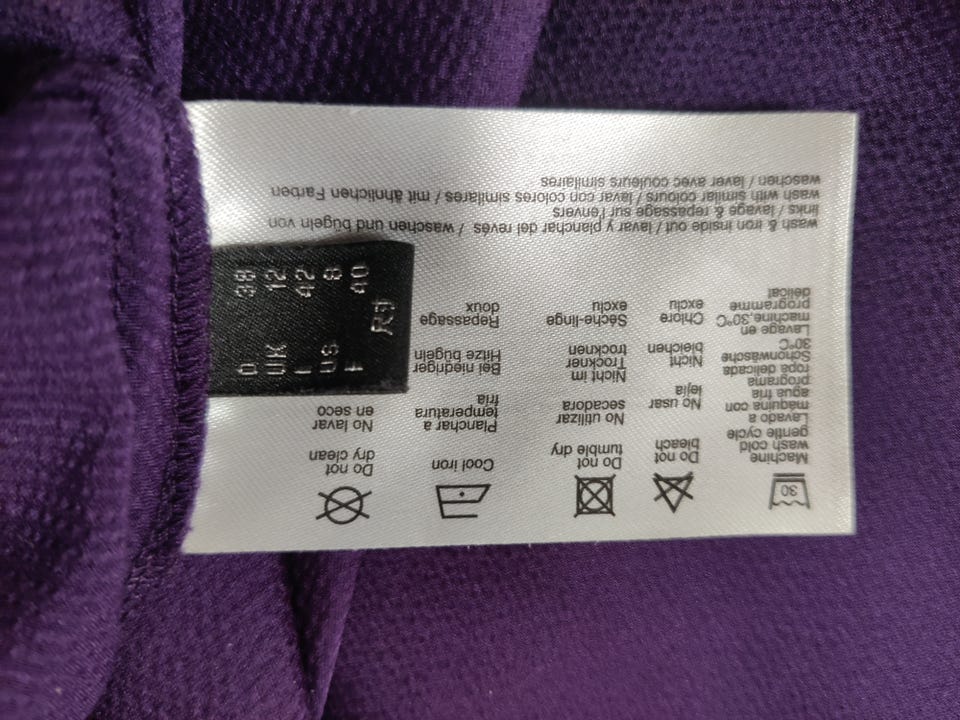 30
Machine
wash cold
gentle cycle
Lavado a
máquina con
agua fria
programa
ropa delicada
Schonwäsche
30°C
Lavage en
machine,30°C
programme
délicat
Do not
bleach
No usar
lejia
Nicht
bleichen
Chlore
exclu
Do not
tumble dry
No utilizar
secadora
Nicht im
Trockner
trocknen
Sèche-linge
exclu
Cool iron
Planchar a
temperatura
fria
Bei niedriger
Hitze bügeln
Repassage
doux
Do not
dry clean
No lavar
en seco
D 38
UK 12
I 42
US 8
F 40
wash & iron inside out / lavar y planchar del revés / waschen und bügeln von
links / lavage & repassage sur l'envers
wash with similar colours / lavar con colores similares / mit ähnlichen Farben
waschen / laver avec couleurs similaires